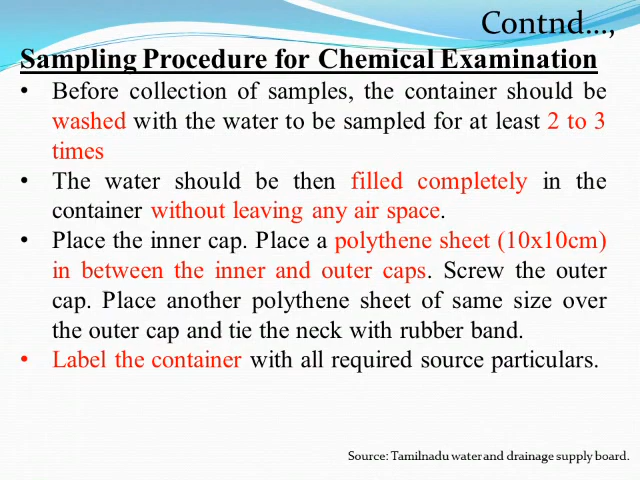 Contnd...,
Sampling Procedure for Chemical Examination
• Before collection of samples, the container should be
washed with the water to be sampled for at least 2 to 3
times
• The water should be then filled completely in the
container without leaving any air space.
• Place the inner cap. Place a polythene sheet (10x10cm)
in between the inner and outer caps. Screw the outer
cap. Place another polythene sheet of same size over
the outer cap and tie the neck with rubber band.
• Label the container with all required source particulars.
Source: Tamilnadu water and drainage supply board.